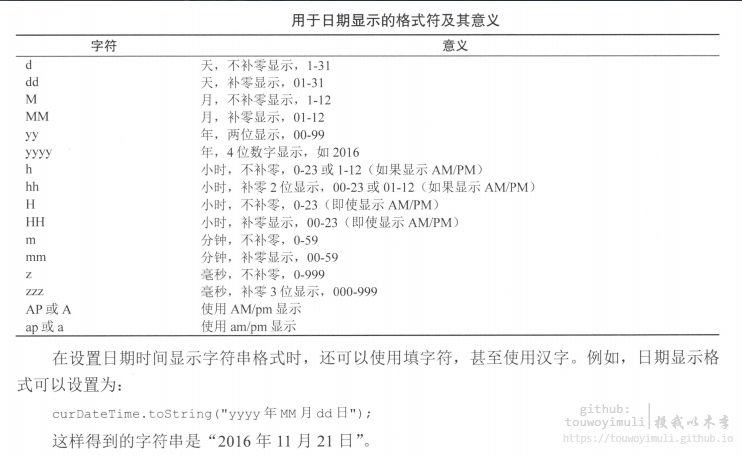 用于日期显示的格式符及其意义
字符 意义
d 天，不补零显示，1-31
dd 天，补零显示，01-31
M 月，不补零显示，1-12
MM 月，补零显示，01-12
yy 年，两位显示，00-99
yyyy 年，4 位数字显示，如 2016
h 小时，不补零，0-23 或 1-12（如果显示 AM/PM）
hh 小时，补零 2 位显示，00-23 或 01-12（如果显示 AM/PM）
H 小时，不补零，0-23（即使显示 AM/PM）
HH 小时，补零显示，00-23（即使显示 AM/PM）
m 分钟，不补零，0-59
mm 分钟，补零显示，00-59
z 毫秒，不补零，0-999
zzz 毫秒，补零 3 位显示，000-999
AP 或 A 使用 AM/pm 显示
ap 或 a 使用 am/pm 显示
在设置日期时间显示字符串格式时，还可以使用填字符，甚至使用汉字。例如，日期显示格
式可以设置为：
curDateTime.toString("yyyy 年 MM 月 dd 日");
这样得到的字符串是“2016 年 11 月 21 日”。
github:
touwoyimuli 投我以木李
https://touwoyimuli.github.io